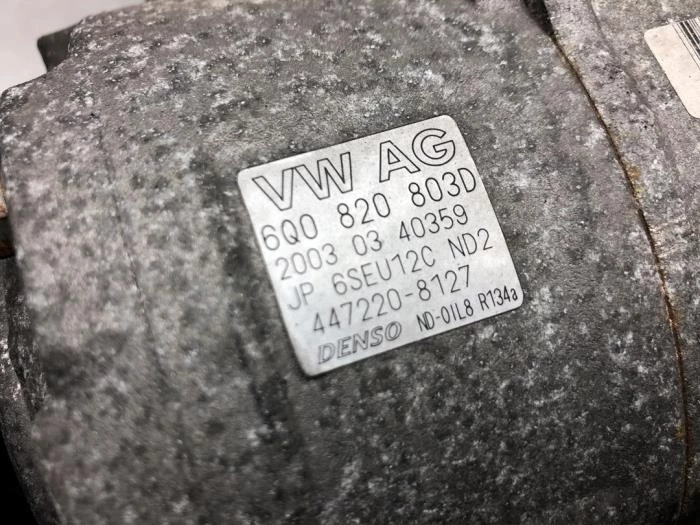 VW AG
6Q0 820 803D
2003 03 40359
JP 6SEU12C ND2
447220-8127
DENSO ND-OIL8 R134a